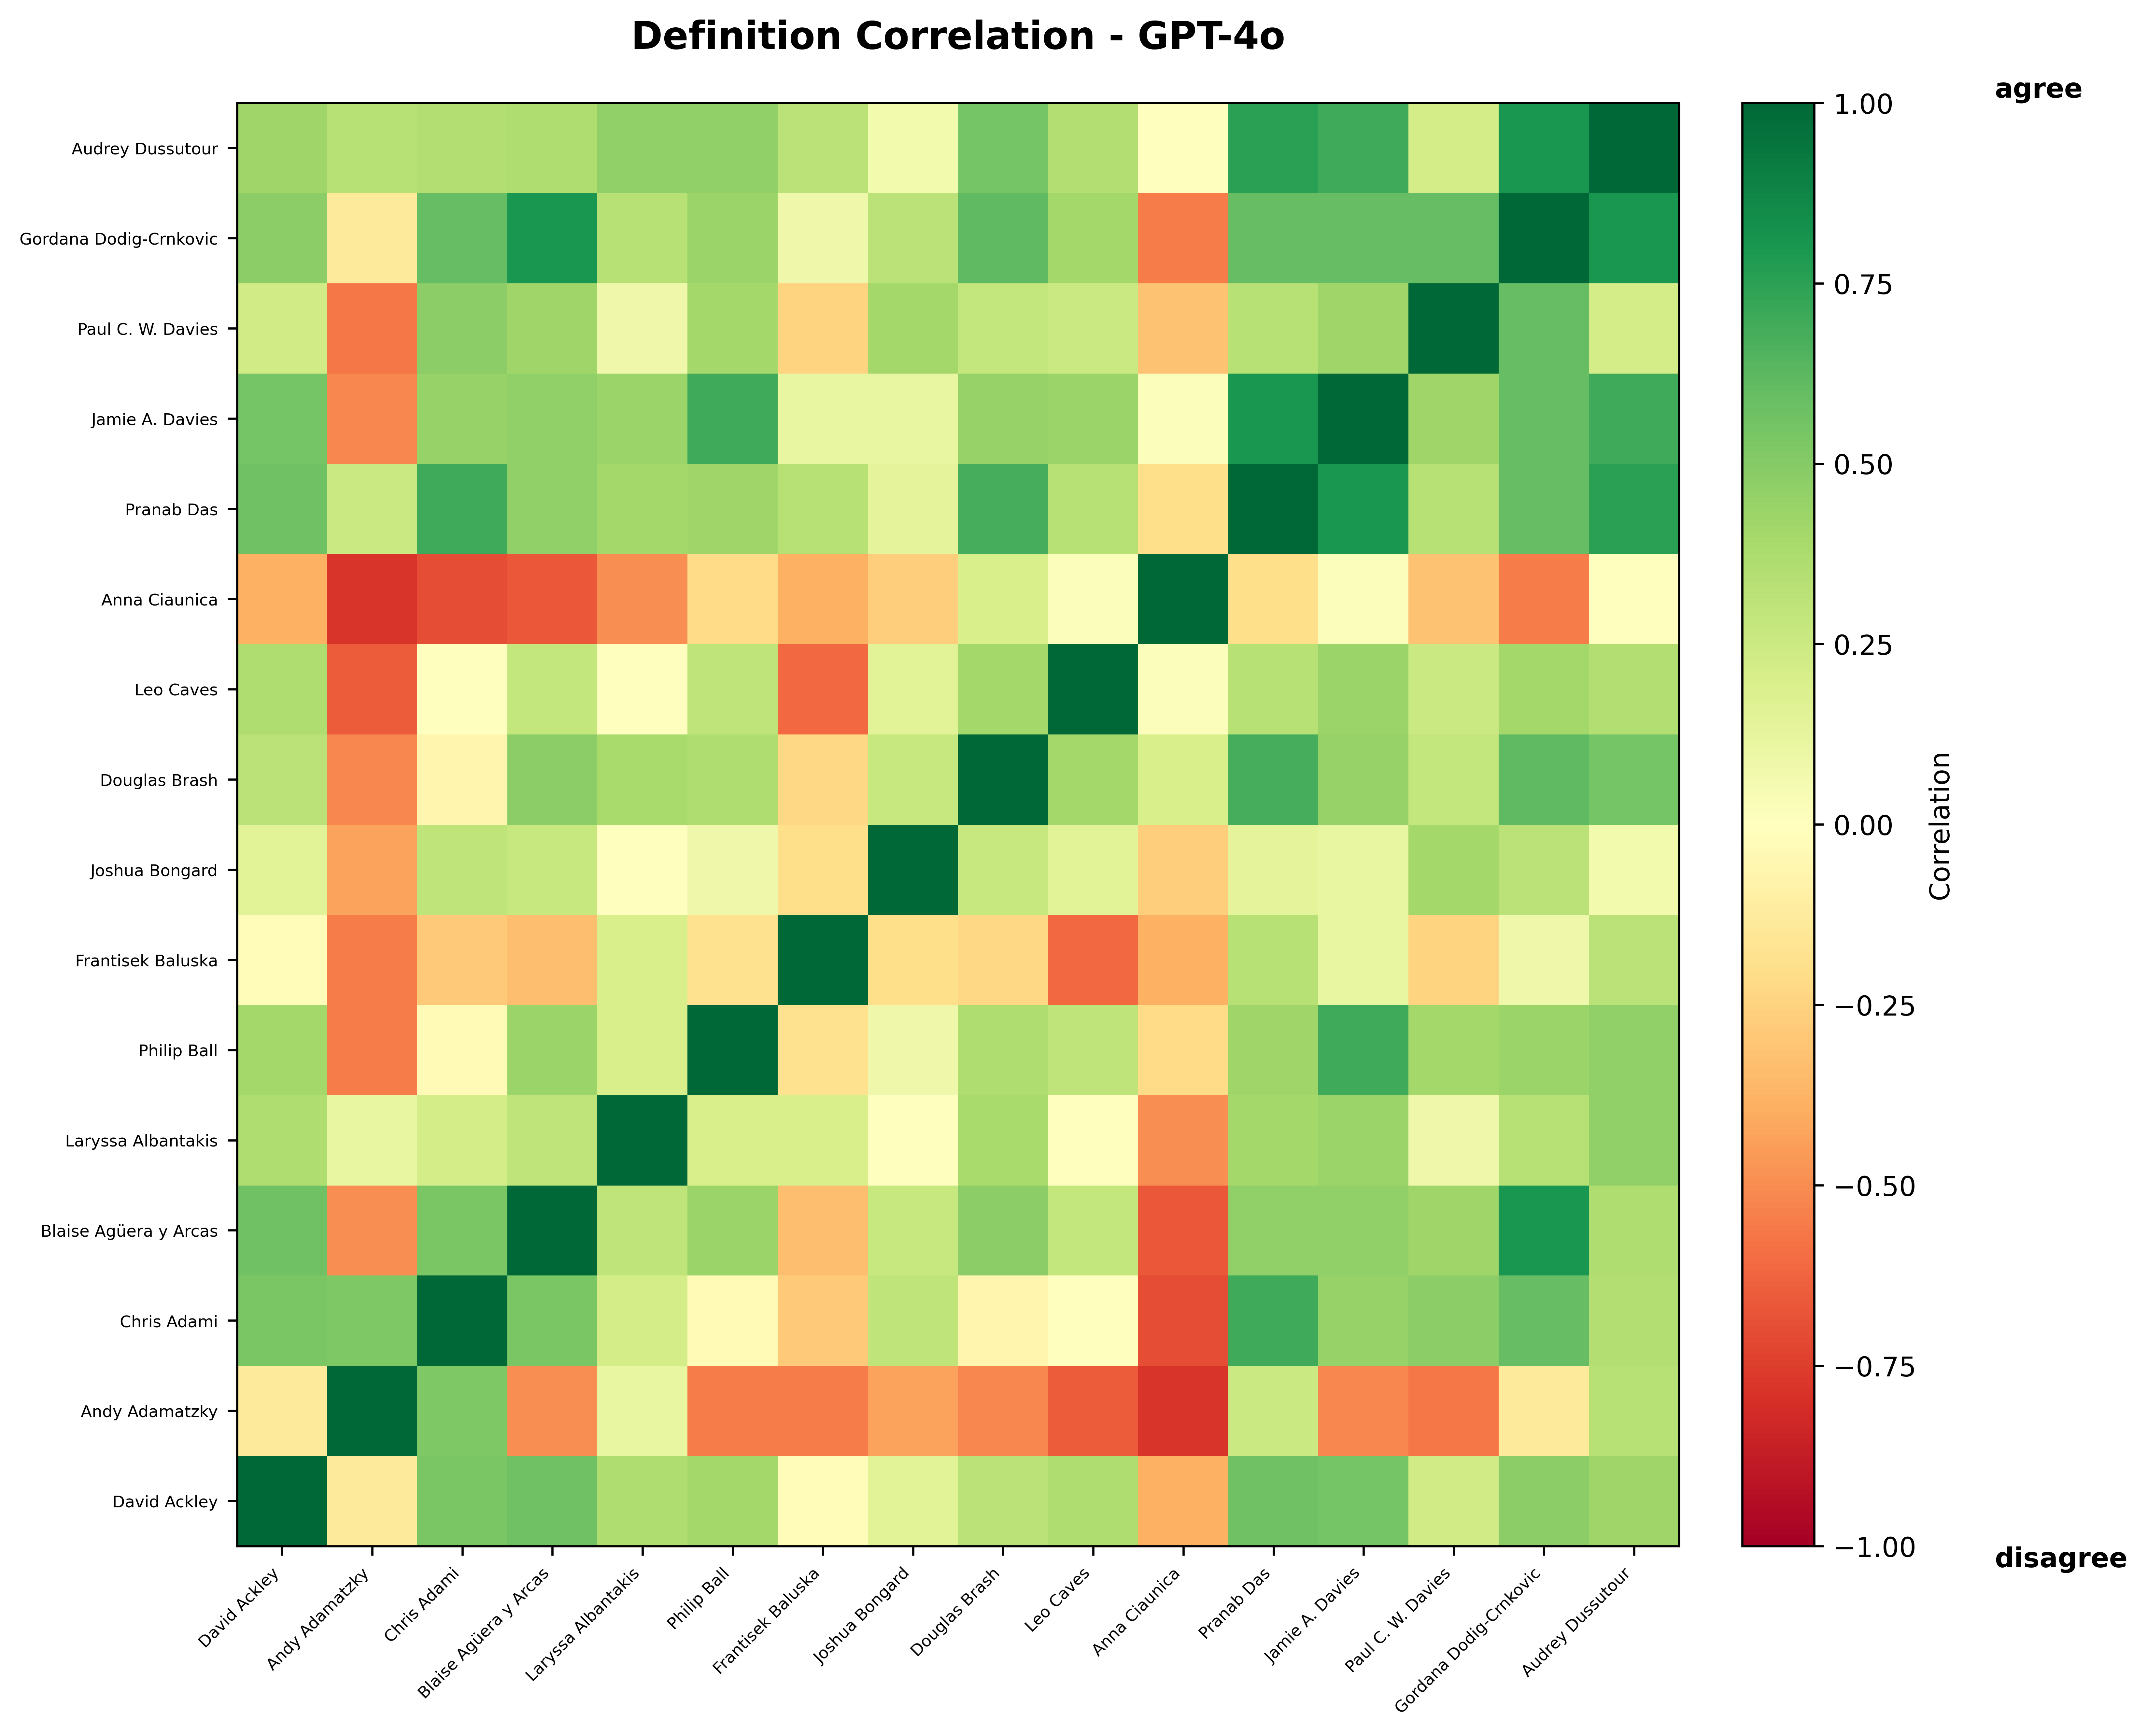 Definition Correlation - GPT-4o
agree
Audrey Dussutour
Gordana Dodig-Crnkovic
Paul C. W. Davies
Jamie A. Davies
Pranab Das
Anna Ciaunica
Leo Caves
Douglas Brash
Joshua Bongard
Frantisek Baluska
Philip Ball
Laryssa Albantakis
Blaise Agüera y Arcas
Chris Adami
Andy Adamatzky
David Ackley
David Ackley
Andy Adamatzky
Chris Adami
Blaise Agüera y Arcas
Laryssa Albantakis
Philip Ball
Frantisek Baluska
Joshua Bongard
Douglas Brash
Leo Caves
Anna Ciaunica
Pranab Das
Jamie A. Davies
Paul C. W. Davies
Gordana Dodig-Crnkovic
Audrey Dussutour
1.00
0.75
0.50
0.25
0.00
−0.25
−0.50
−0.75
−1.00
Correlation
disagree